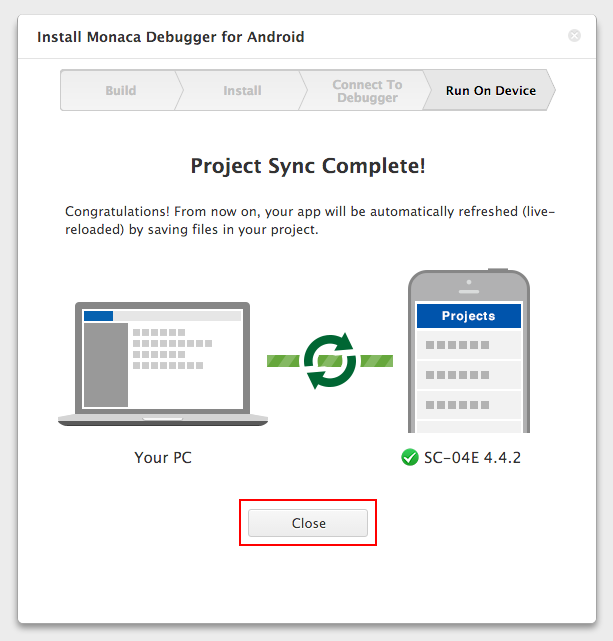 Install Monaca Debugger for Android
Build
Install
Connect To
Debugger
Run On Device
Project Sync Complete!
Congratulations! From now on, your app will be automatically refreshed (live-
reloaded) by saving files in your project.
Projects
Your PC
SC-04E 4.4.2
Close